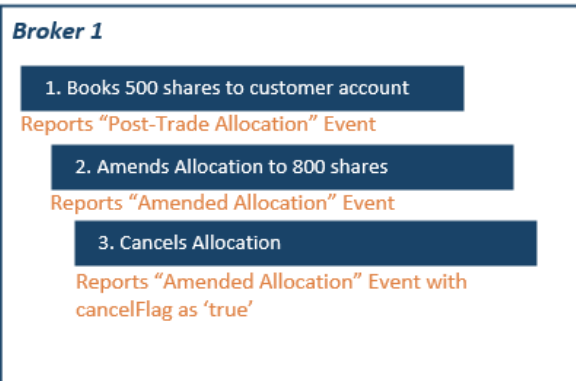 Broker 1
1. Books 500 shares to customer account
Reports “Post-Trade Allocation” Event
2. Amends Allocation to 800 shares
Reports “Amended Allocation” Event
3. Cancels Allocation
Reports “Amended Allocation” Event with
cancelFlag as ‘true’